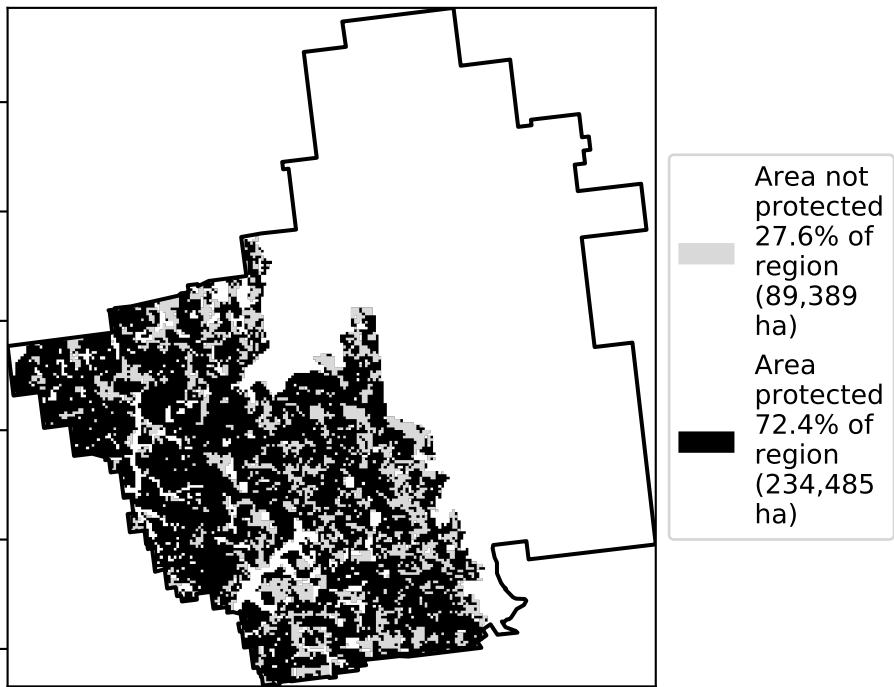 Area not
protected
27.6% of
region
(89,389
ha)
Area
protected
72.4% of
region
(234,485
ha)